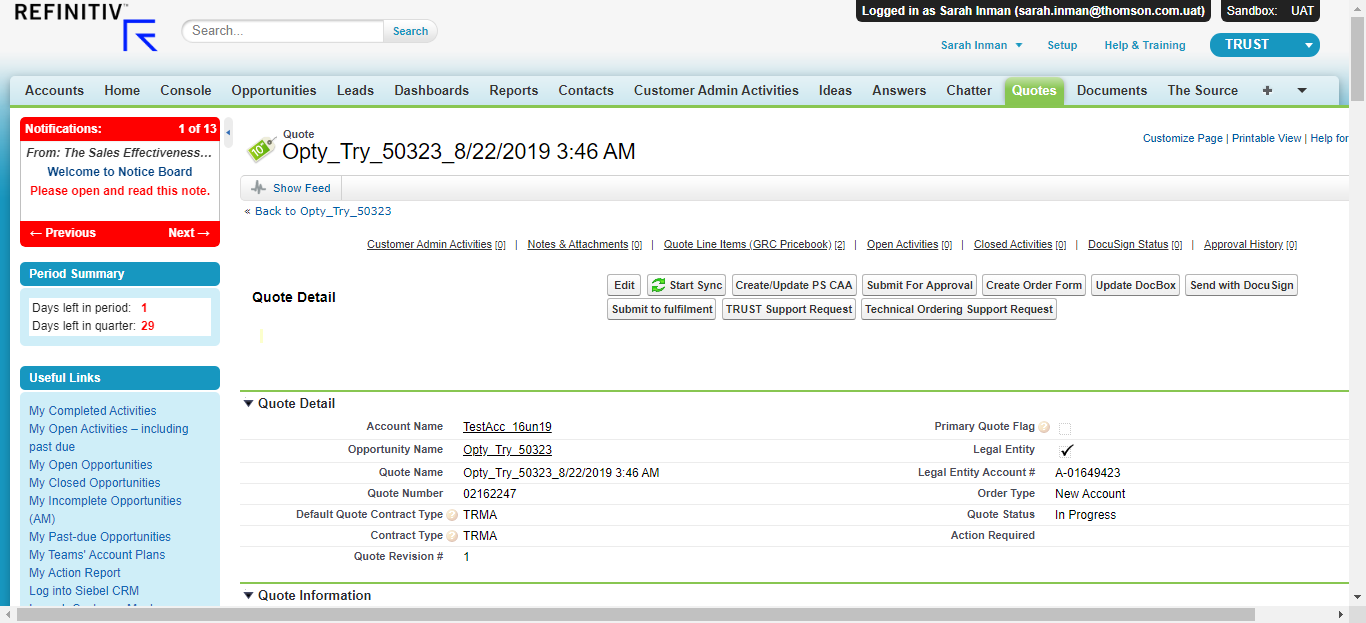 REFINITIV
Search...
Search
Logged in as Sarah Inman (sarah.inman@thomson.com.uat)
Sandbox: UAT
Sarah Inman
Setup
Help & Training
TRUST
Accounts Home Console Opportunities Leads Dashboards Reports Contacts Customer Admin Activities Ideas Answers Chatter Quotes Documents The Source +
Notifications: 1 of 13
From: The Sales Effectiveness...
Welcome to Notice Board
Please open and read this note.
← Previous Next →
Period Summary
Days left in period: 1
Days left in quarter: 29
Useful Links
My Completed Activities
My Open Activities – including
past due
My Open Opportunities
My Closed Opportunities
My Incomplete Opportunities
(AM)
My Past-due Opportunities
My Teams' Account Plans
My Action Report
Log into Siebel CRM
Quote
Opty_Try_50323_8/22/2019 3:46 AM
Customize Page | Printable View | Help for
Show Feed
« Back to Opty_Try_50323
Customer Admin Activities [0] | Notes & Attachments [0] | Quote Line Items (GRC Pricebook) [2] | Open Activities [0] | Closed Activities [0] | DocuSign Status [0] | Approval History [0]
Quote Detail
Edit Start Sync Create/Update PS CAA Submit For Approval Create Order Form Update DocBox Send with DocuSign
Submit to fulfilment TRUST Support Request Technical Ordering Support Request
Quote Detail
Account Name TestAcc_16un19 Primary Quote Flag
Opportunity Name Opty_Try_50323 Legal Entity
Quote Name Opty_Try_50323_8/22/2019 3:46 AM Legal Entity Account # A-01649423
Quote Number 02162247 Order Type New Account
Default Quote Contract Type TRMA Quote Status In Progress
Contract Type TRMA Action Required
Quote Revision # 1
Quote Information